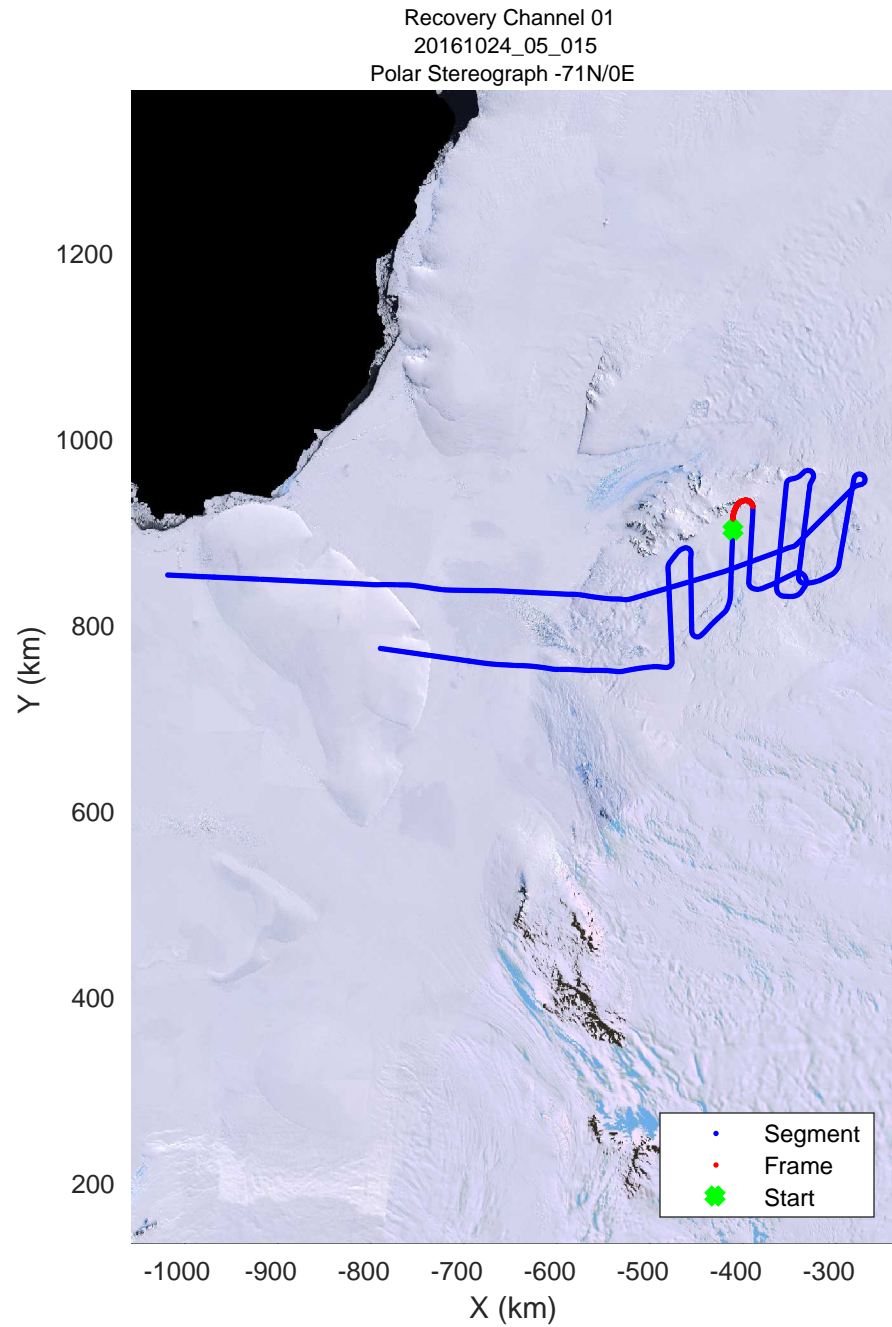 Recovery Channel 01
20161024_05_015
Polar Stereograph -71N/0E
1200
1000
800
600
400
200
Y (km)
-1000 -900 -800 -700 -600 -500 -400 -300
X (km)
Segment
Frame
Start